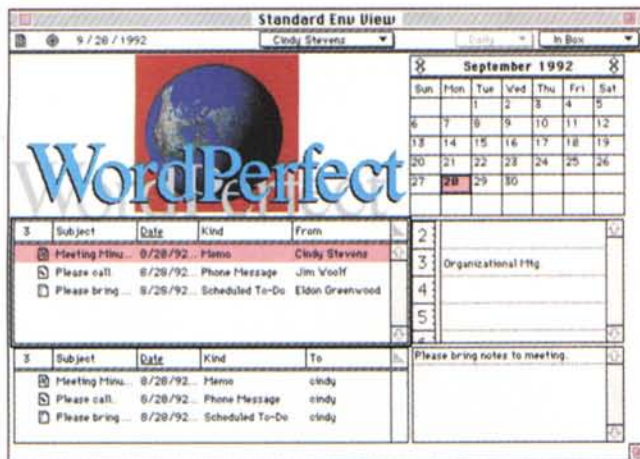 Standard Env View
9/28/1992 Cindy Stevens Daily In Box
WordPerfect
September 1992
Sun Mon Tue Wed Thu Fri Sat
1 2 3 4 5
6 7 8 9 10 11 12
13 14 15 16 17 18 19
20 21 22 23 24 25 26
27 28 29 30
3 Subject Date Kind From
Meeting Minu... 8/28/92... Memo Cindy Stevens
Please call. 8/28/92... Phone Message Jim Woolf
Please bring ... 8/28/92... Scheduled To-Do Eldon Greenwood
2
3 Organizational Mtg
4
5
3 Subject Date Kind To
Meeting Minu... 8/28/92... Memo cindy
Please call. 8/28/92... Phone Message cindy
Please bring ... 8/28/92... Scheduled To-Do cindy
Please bring notes to meeting.